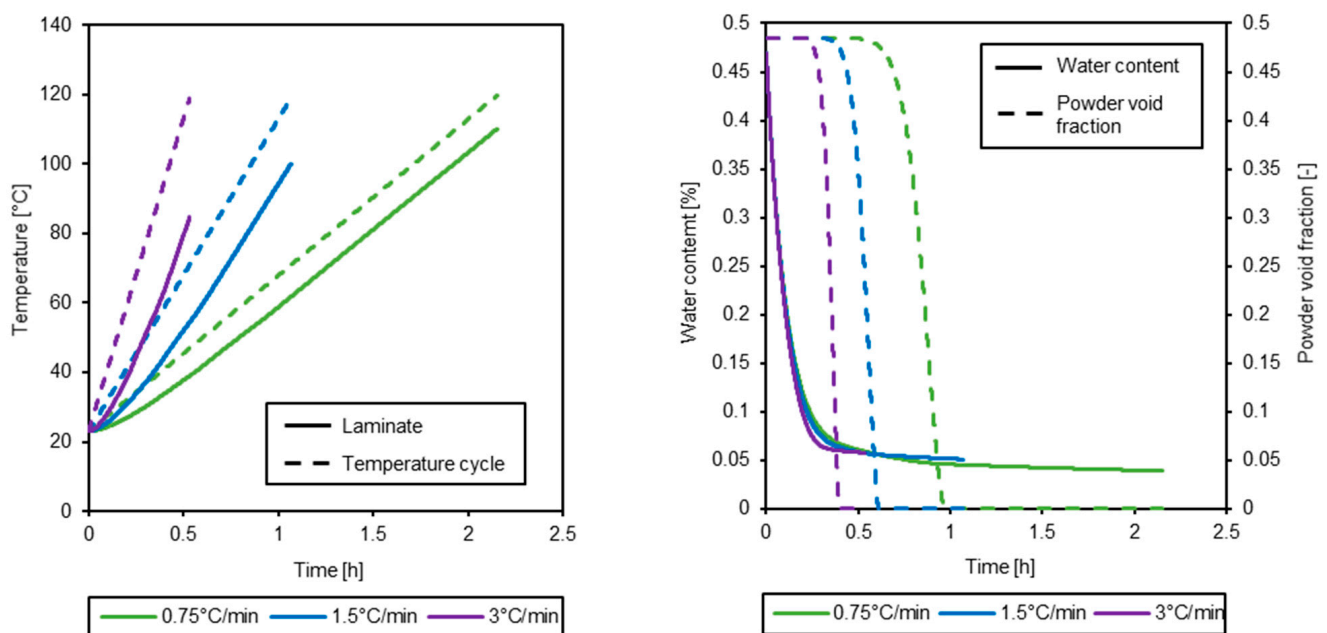 140
120
100
80
60
40
20
0
Temperature [°C]
Laminate
Temperature cycle
0 0.5 1 1.5 2 2.5
Time [h]
0.75°C/min 1.5°C/min 3°C/min
0.5
0.45
0.4
0.35
0.3
0.25
0.2
0.15
0.1
0.05
0
Water contemt [%]
Water content
Powder void
fraction
0.5
0.45
0.4
0.35
0.3
0.25
0.2
0.15
0.1
0.05
0
Powder void fraction [-]
0 0.5 1 1.5 2 2.5
Time [h]
0.75°C/min 1.5°C/min 3°C/min